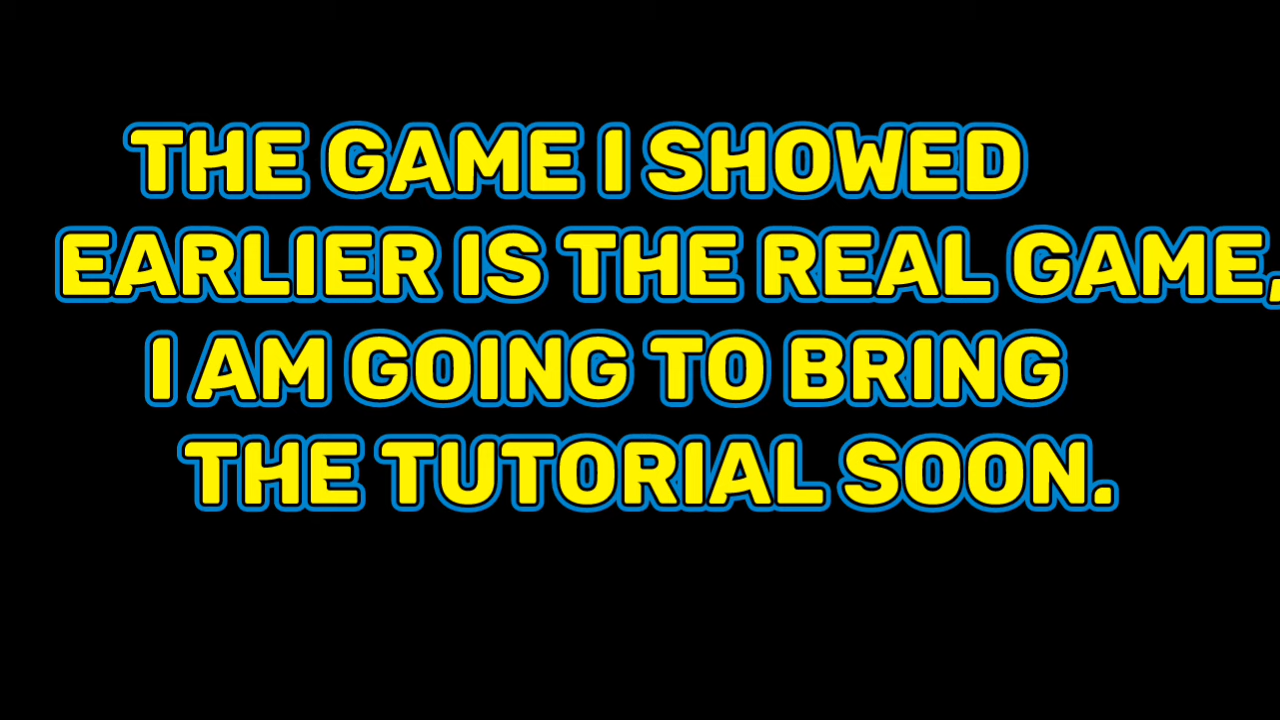 THE GAME I SHOWED
EARLIER IS THE REAL GAME,
I AM GOING TO BRING
THE TUTORIAL SOON.